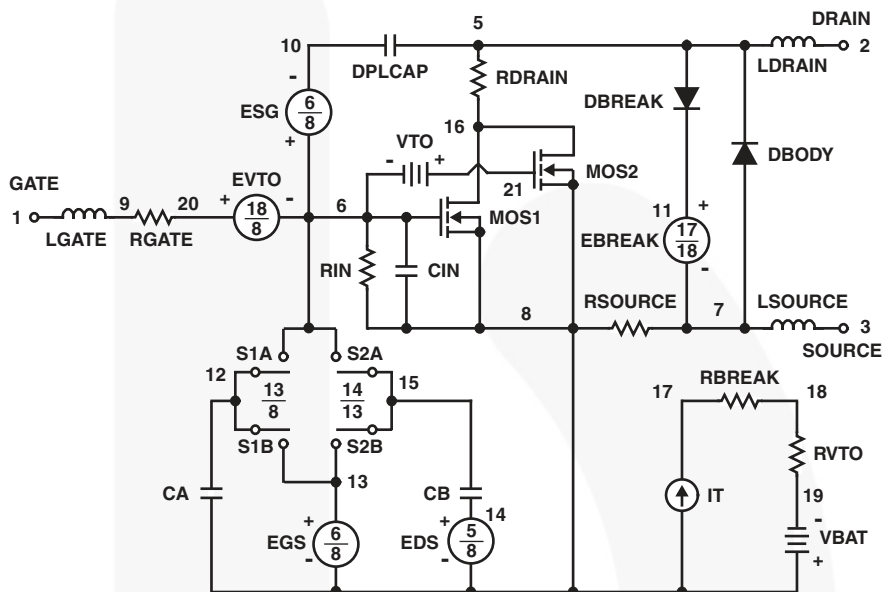 DRAIN
10
5
2
DPLCAP
LDRAIN
RDRAIN
DBREAK
-
ESG
6
8
+
16
VTO
-
+
DBODY
MOS2
GATE
EVTO
21
9
20
+
18
8
-
6
MOS1
11
+
1
LGATE
RGATE
EBREAK
17
18
-
RIN
CIN
RSOURCE
LSOURCE
8
7
3
SOURCE
S1A
S2A
12
13
8
14
13
15
RBREAK
17
18
S1B
S2B
RVTO
13
CA
CB
IT
19
14
+
EGS
6
8
-
+
EDS
5
8
-
-
VBAT
+